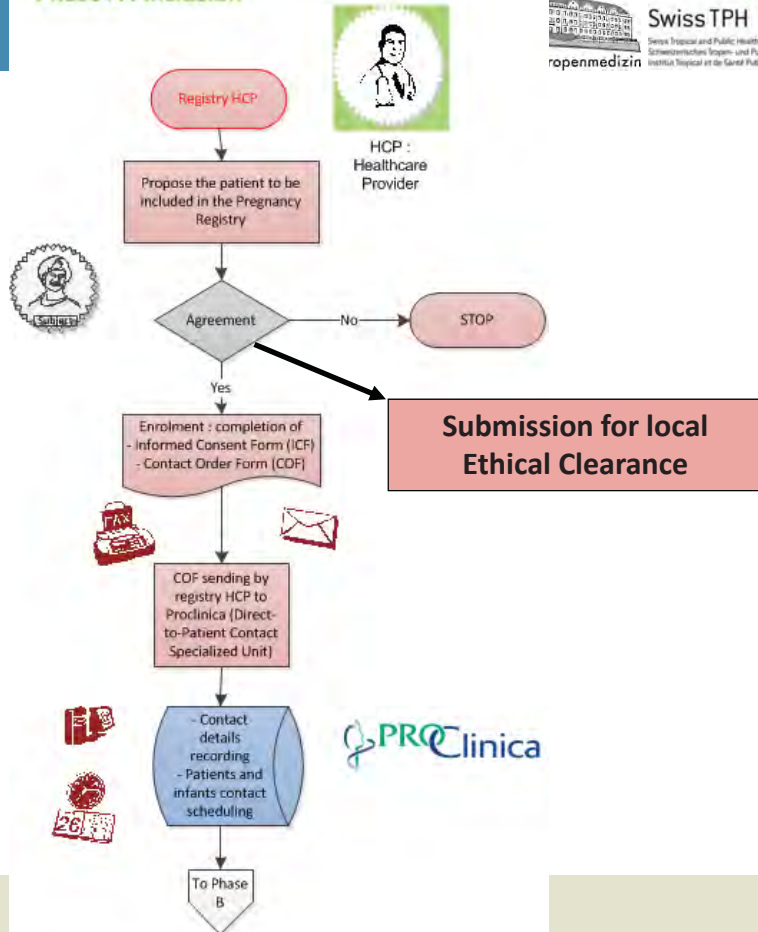 Swiss TPH
ropenmedizin
Registry HCP
HCP :
Healthcare
Provider
Propose the patient to be
included in the Pregnancy
Registry
Subject
Agreement
No
STOP
Yes
Submission for local
Ethical Clearance
Enrolment : completion of
- Informed Consent Form (ICF)
- Contact Order Form (COF)
FAX
COF sending by
registry HCP to
Proclinica (Direct-
to-Patient Contact
Specialized Unit)
- Contact
details
recording
- Patients and
infants contact
scheduling
PROClinica
26
To Phase
B